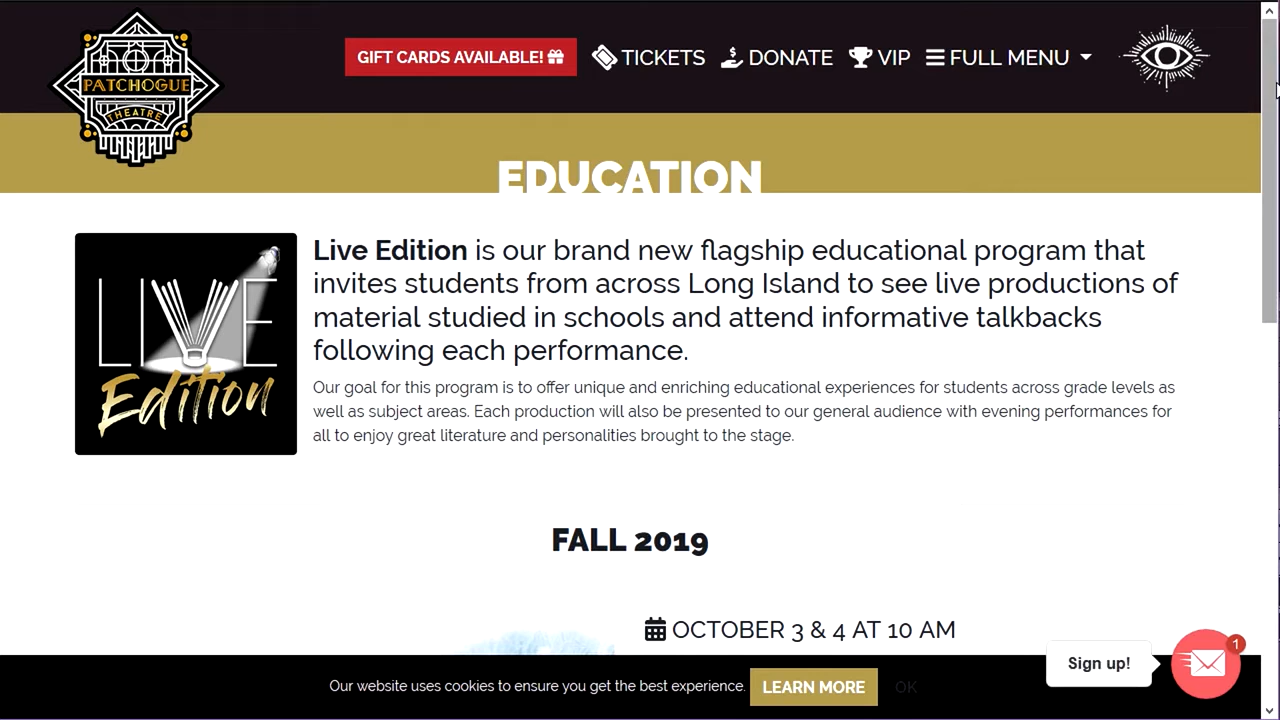 PATCHOGUE
THEATRE
GIFT CARDS AVAILABLE!
TICKETS
DONATE
VIP
FULL MENU
EDUCATION
LIVE
Edition
Live Edition is our brand new flagship educational program that
invites students from across Long Island to see live productions of
material studied in schools and attend informative talkbacks
following each performance.
Our goal for this program is to offer unique and enriching educational experiences for students across grade levels as
well as subject areas. Each production will also be presented to our general audience with evening performances for
all to enjoy great literature and personalities brought to the stage.
FALL 2019
OCTOBER 3 & 4 AT 10 AM
Sign up!
1
Our website uses cookies to ensure you get the best experience.
LEARN MORE
OK